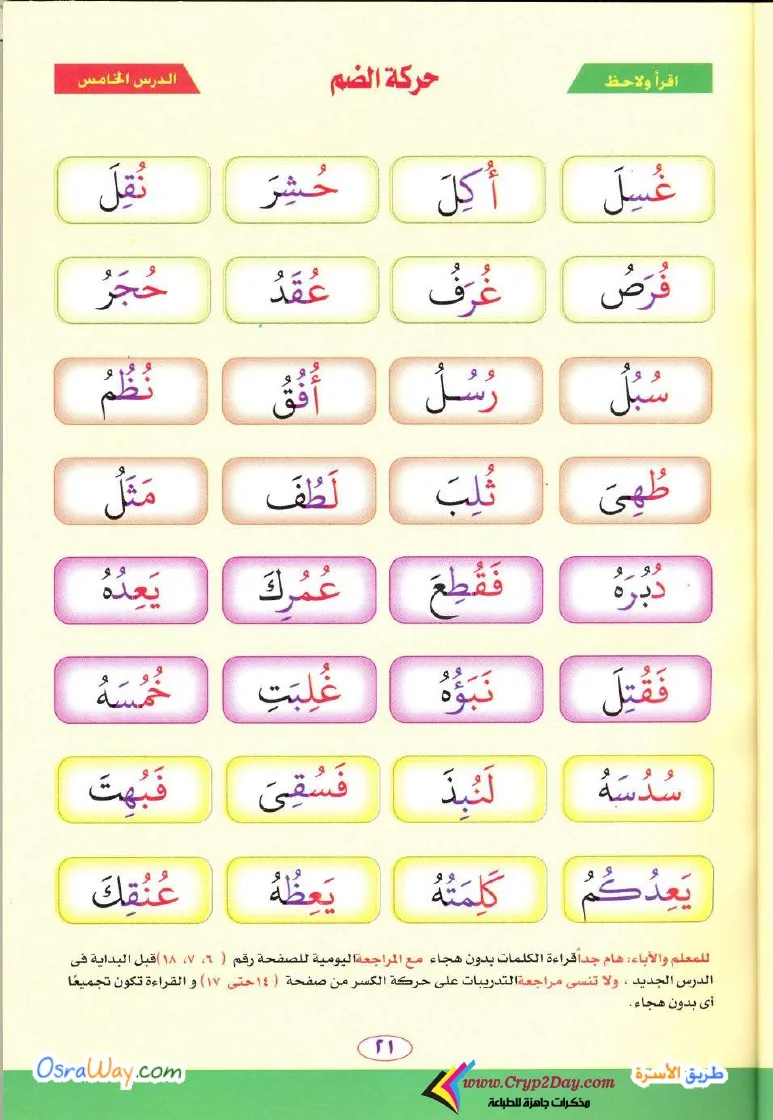 اقرأ ولاحظ حركة الضم الدرس الخامس
غُسِلَ أُكِلَ حُشِرَ نُقِلَ
فُرَصُ غُرَفُ عُقَدُ حُجَرُ
سُبُلُ رُسُلُ أُفُقُ نُظُمُ
طُهِىَ ثُلِبَ لَطُفَ مَثَلُ
دُبُرَهُ فَقُطِعَ عُمُرِكَ يَعِدُهُ
فَقُتِلَ نَبَؤُهُ غُلِبَتِ خُمُسَهُ
سُدُسَهُ لَنُبِذَ فَسُقِىَ فَبُهِتَ
يَعِدُكُمُ كَلِمَتُهُ يَعِظُهُ عُنُقِكَ
للمعلم والآباء: هام جداً قراءة الكلمات بدون هجاء مع المراجعة اليومية للصفحة رقم ( ٦، ٧، ١٨) قبل البداية فى
الدرس الجديد ، ولا تنسى مراجعة التدريبات على حركة الكسر من صفحة ( ١٤حتى ١٧) و القراءة تكون تجميعًا
أى بدون هجاء.
٢١
طريق الأسرة www.Cryp2Day.com OsraWay.com
مذكرات جاهزة للطباعة